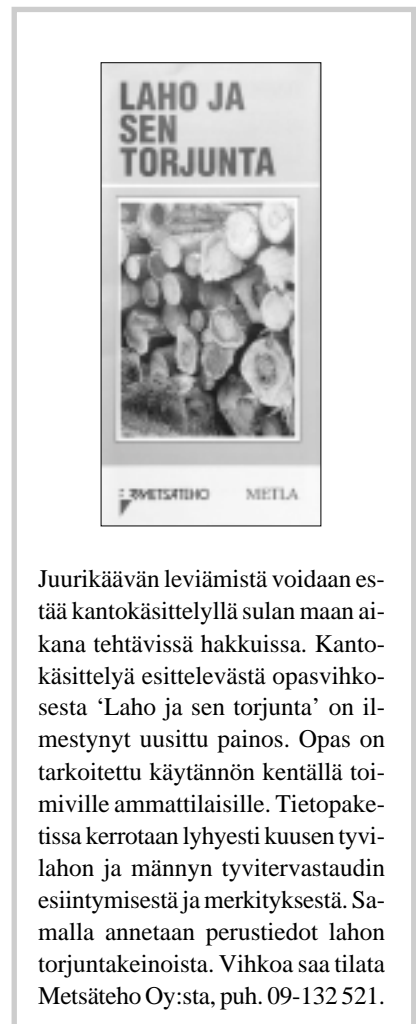 LAHO JA
SEN
TORJUNTA
METSÄTEHO METLA
Juurikäävän leviämistä voidaan es-
tää kantokäsittelyllä sulan maan ai-
kana tehtävissä hakkuissa. Kanto-
käsittelyä esittelevästä opasvihko-
sesta ‘Laho ja sen torjunta’ on il-
mestynyt uusittu painos. Opas on
tarkoitettu käytännön kentällä toi-
miville ammattilaisille. Tietopake-
tissa kerrotaan lyhyesti kuusen tyvi-
lahon ja männyn tyvitervastaudin
esiintymisestä ja merkityksestä. Sa-
malla annetaan perustiedot lahon
torjuntakeinoista. Vihkoa saa tilata
Metsäteho Oy:sta, puh. 09-132 521.